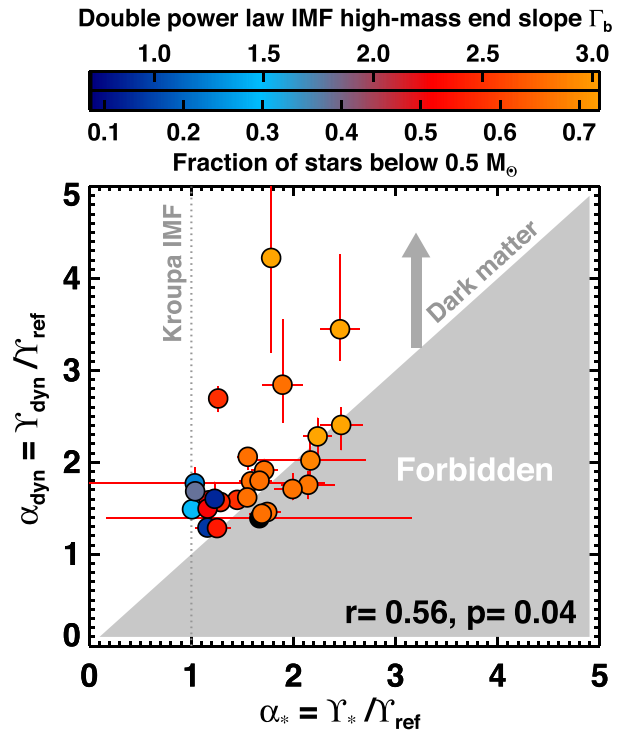 Double power law IMF high-mass end slope Γb
1.0 1.5 2.0 2.5 3.0
0.1 0.2 0.3 0.4 0.5 0.6 0.7
Fraction of stars below 0.5 M☉
5
4
3
2
1
0
αdyn = ϒdyn /ϒref
Kroupa IMF
Dark matter
Forbidden
r= 0.56, p= 0.04
0 1 2 3 4 5
α* = ϒ* /ϒref